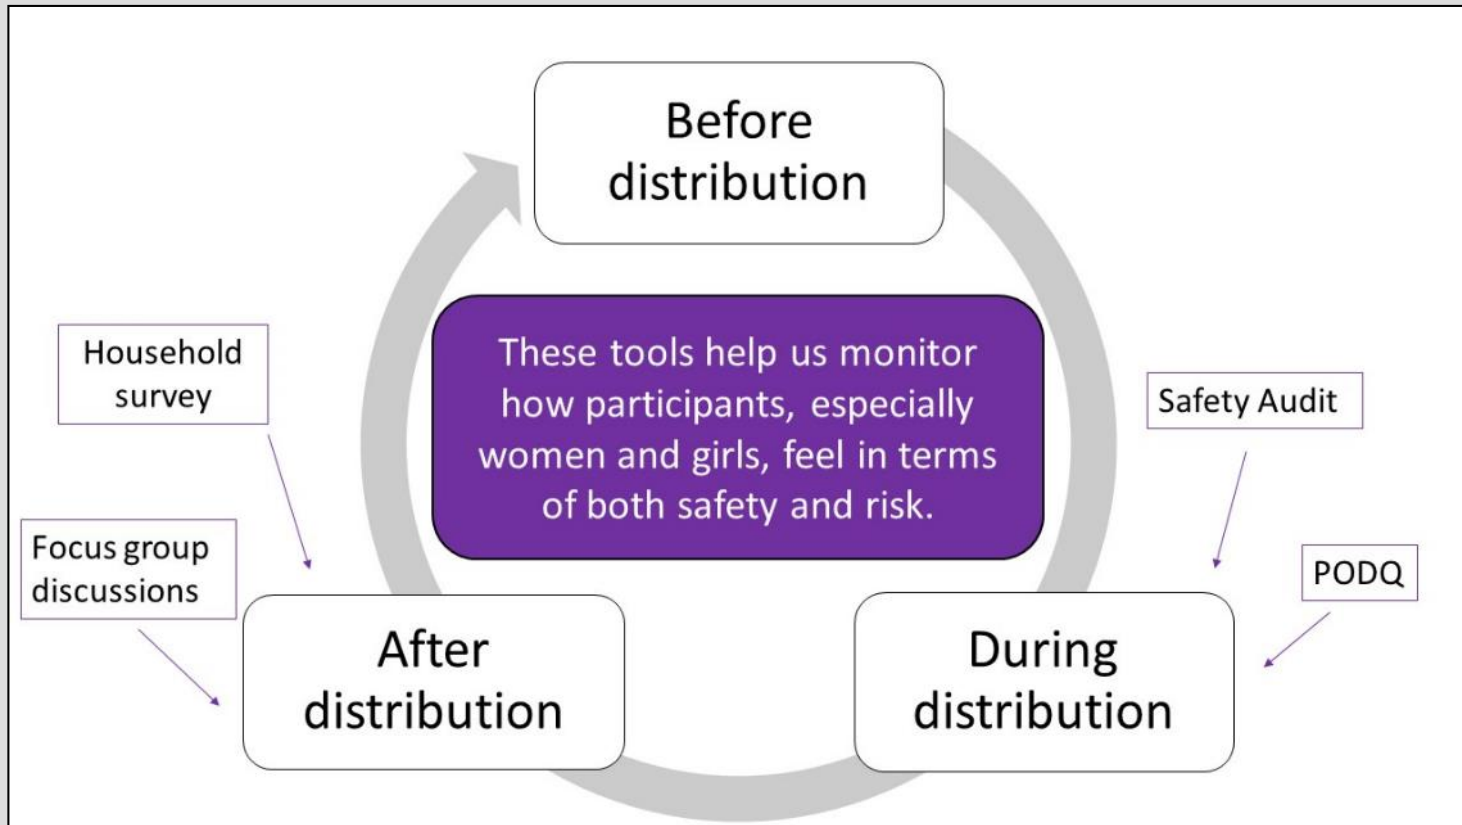 Before
distribution
These tools help us monitor
how participants, especially
women and girls, feel in terms
of both safety and risk.
Household
survey
Safety Audit
Focus group
discussions
PODQ
After
distribution
During
distribution